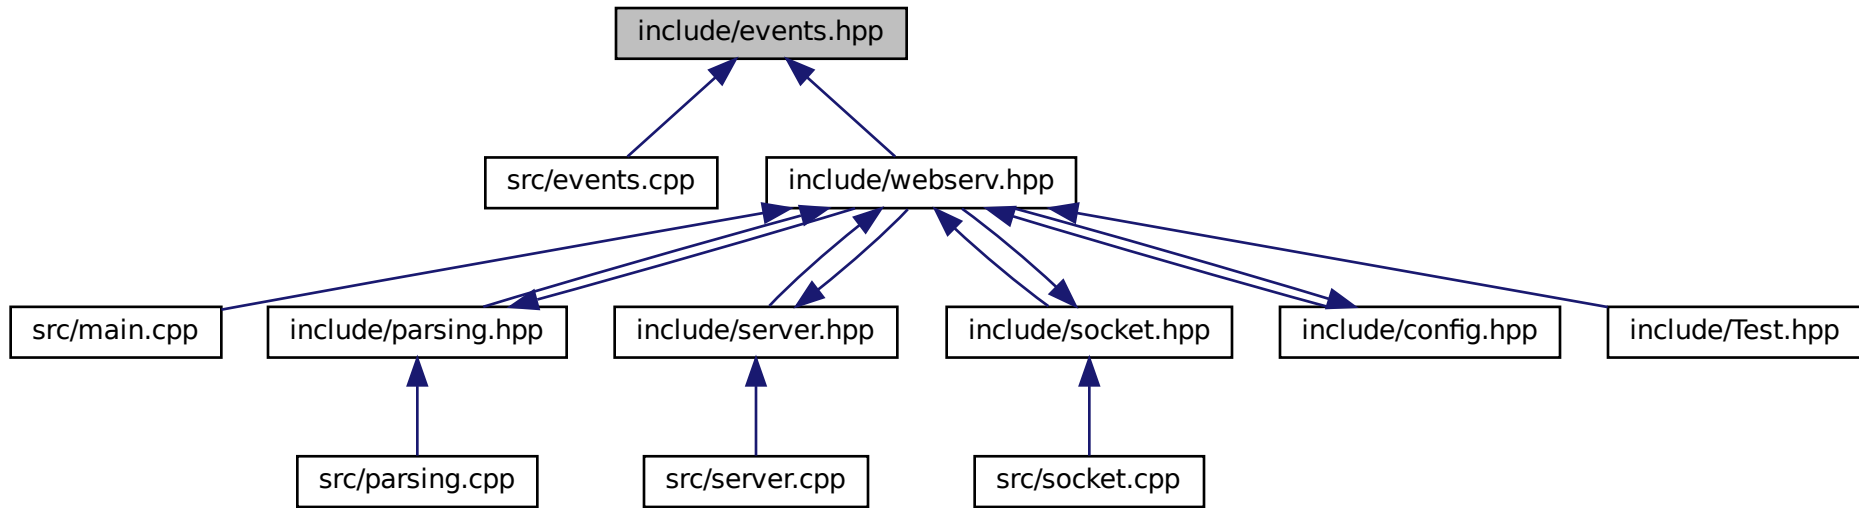 include/events.hpp
src/events.cpp
include/webserv.hpp
src/main.cpp
include/parsing.hpp
include/server.hpp
include/socket.hpp
include/config.hpp
include/Test.hpp
src/parsing.cpp
src/server.cpp
src/socket.cpp